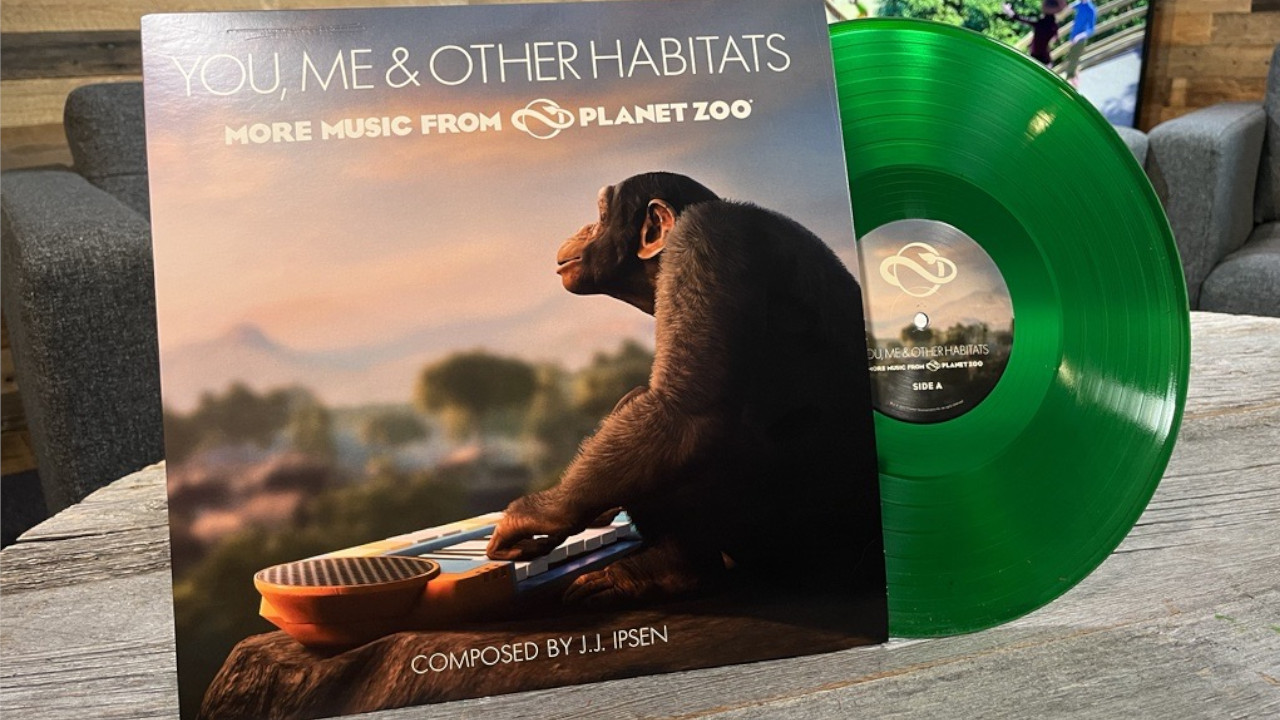 YOU, ME & OTHER HABITATS
MORE MUSIC FROM PLANET ZOO
COMPOSED BY J.J. IPSEN
OU, ME & OTHER HABITATS
MORE MUSIC FROM PLANET ZOO
SIDE A